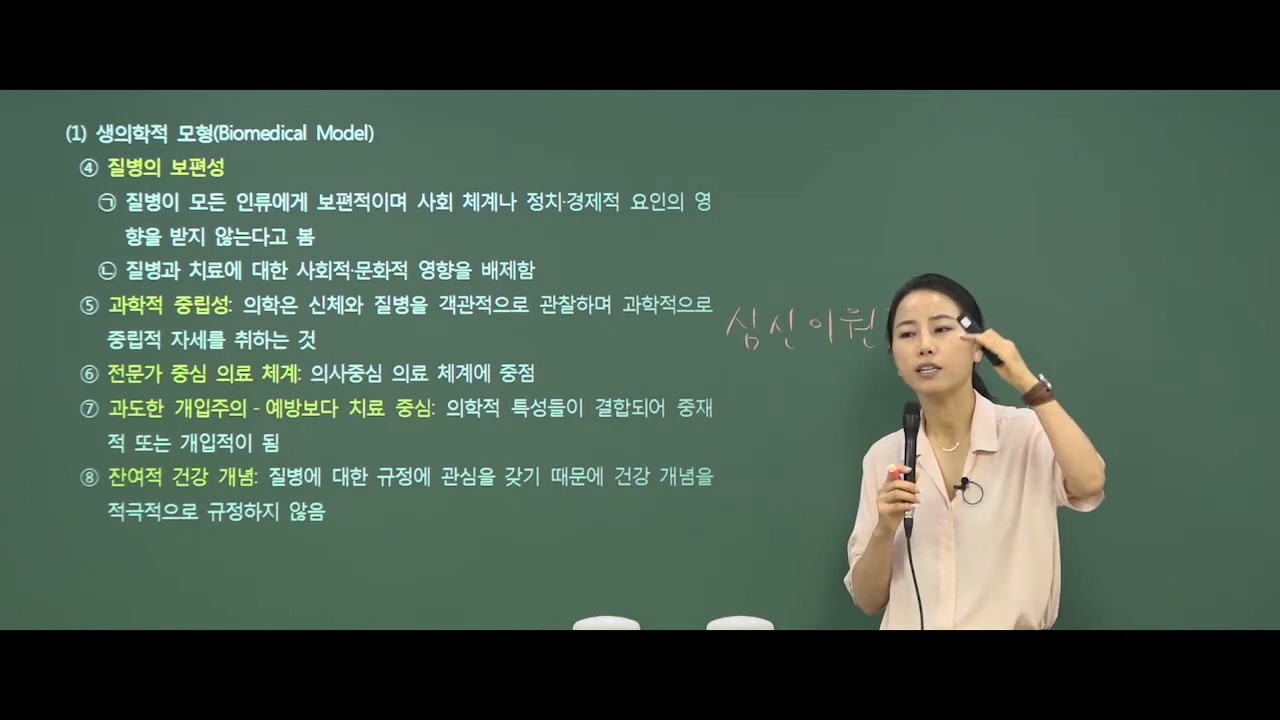 (1) 생의학적 모형(Biomedical Model)
④ 질병의 보편성
㉠ 질병이 모든 인류에게 보편적이며 사회 체계나 정치·경제적 요인의 영
향을 받지 않는다고 봄
㉡ 질병과 치료에 대한 사회적·문화적 영향을 배제함
⑤ 과학적 중립성: 의학은 신체와 질병을 객관적으로 관찰하며 과학적으로
중립적 자세를 취하는 것
심신이원
⑥ 전문가 중심 의료 체계: 의사중심 의료 체계에 중점
⑦ 과도한 개입주의 - 예방보다 치료 중심: 의학적 특성들이 결합되어 중재
적 또는 개입적이 됨
⑧ 잔여적 건강 개념: 질병에 대한 규정에 관심을 갖기 때문에 건강 개념을
적극적으로 규정하지 않음